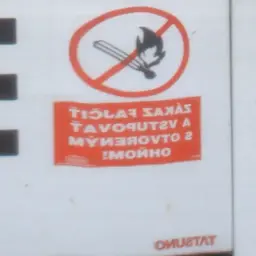 ZÁKAZ FAJČIŤ
A VSTUPOVAŤ
S OTVORENÝM
OHŇOM!
TATSUNO